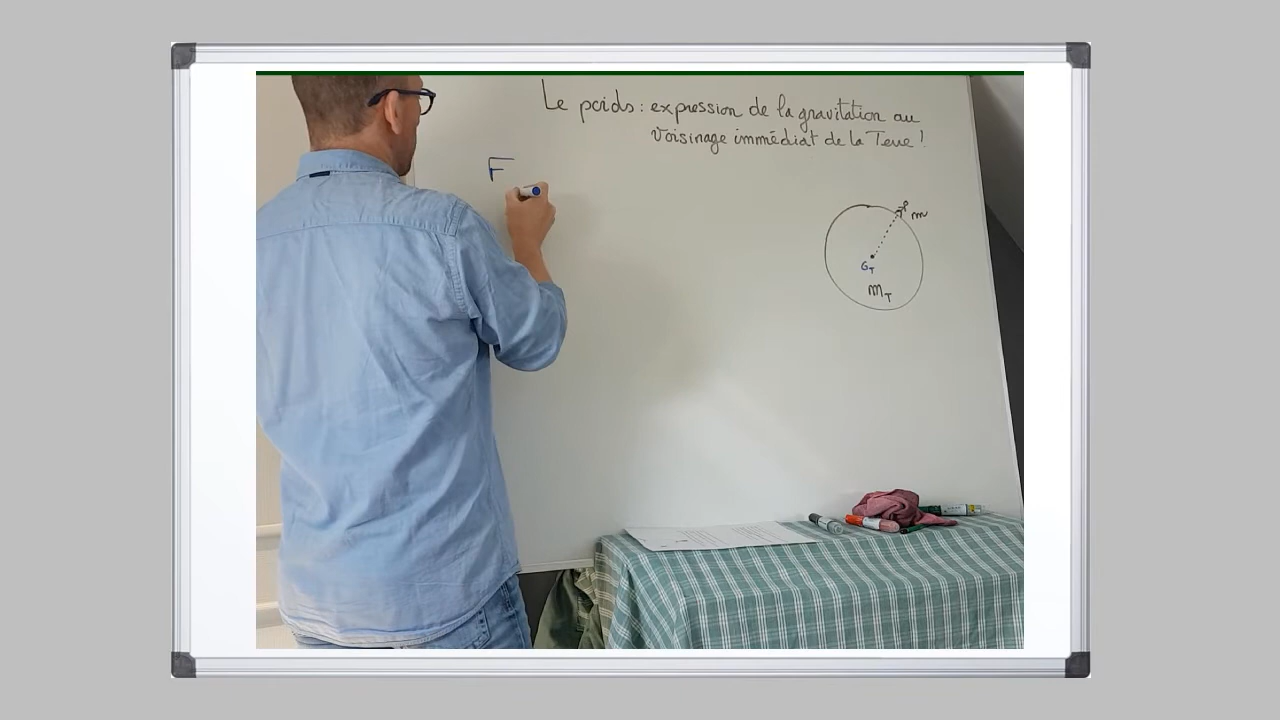 Le poids : expression de la gravitation au
voisinage immédiat de la Terre !
F
m
G_T
m_T